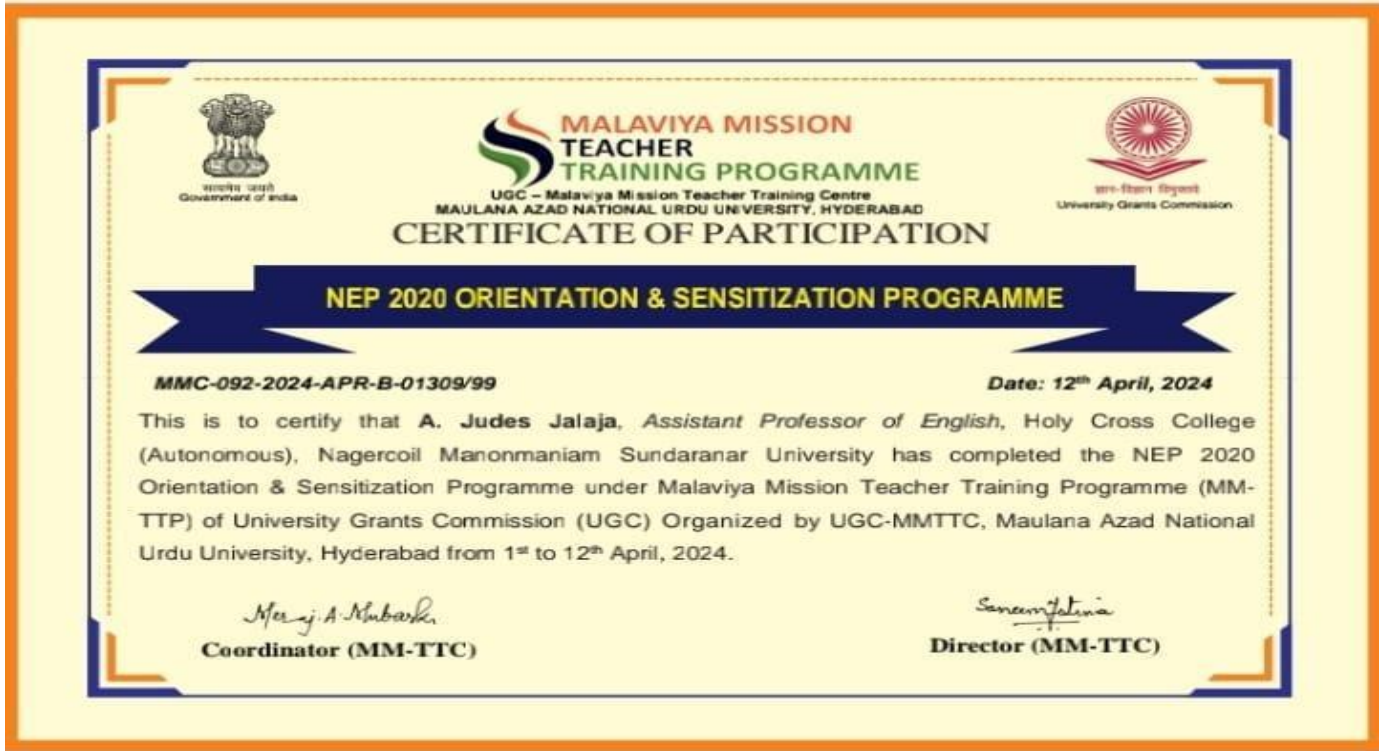 सत्यमेव जयते
Government of India
MALAVIYA MISSION
TEACHER
TRAINING PROGRAMME
UGC – Malaviya Mission Teacher Training Centre
MAULANA AZAD NATIONAL URDU UNIVERSITY, HYDERABAD
ज्ञान-विज्ञान विमुक्तये
University Grants Commission
CERTIFICATE OF PARTICIPATION
NEP 2020 ORIENTATION & SENSITIZATION PROGRAMME
MMC-092-2024-APR-B-01309/99
Date: 12th April, 2024
This is to certify that A. Judes Jalaja, Assistant Professor of English, Holy Cross College
(Autonomous), Nagercoil Manonmaniam Sundaranar University has completed the NEP 2020
Orientation & Sensitization Programme under Malaviya Mission Teacher Training Programme (MM-
TTP) of University Grants Commission (UGC) Organized by UGC-MMTTC, Maulana Azad National
Urdu University, Hyderabad from 1st to 12th April, 2024.
Meraj. A. Mubarki
Coordinator (MM-TTC)
Saneem Fatima
Director (MM-TTC)